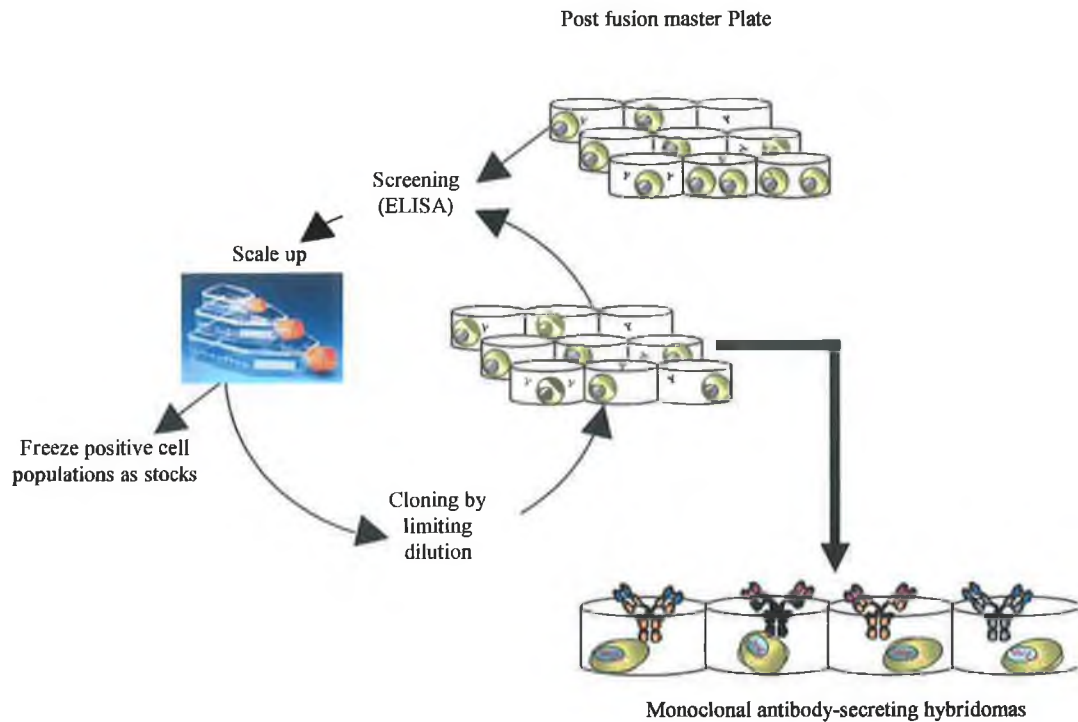 Post fusion master Plate
Screening
(ELISA)
Scale up
Freeze positive cell
populations as stocks
Cloning by
limiting
dilution
Monoclonal antibody-secreting hybridomas